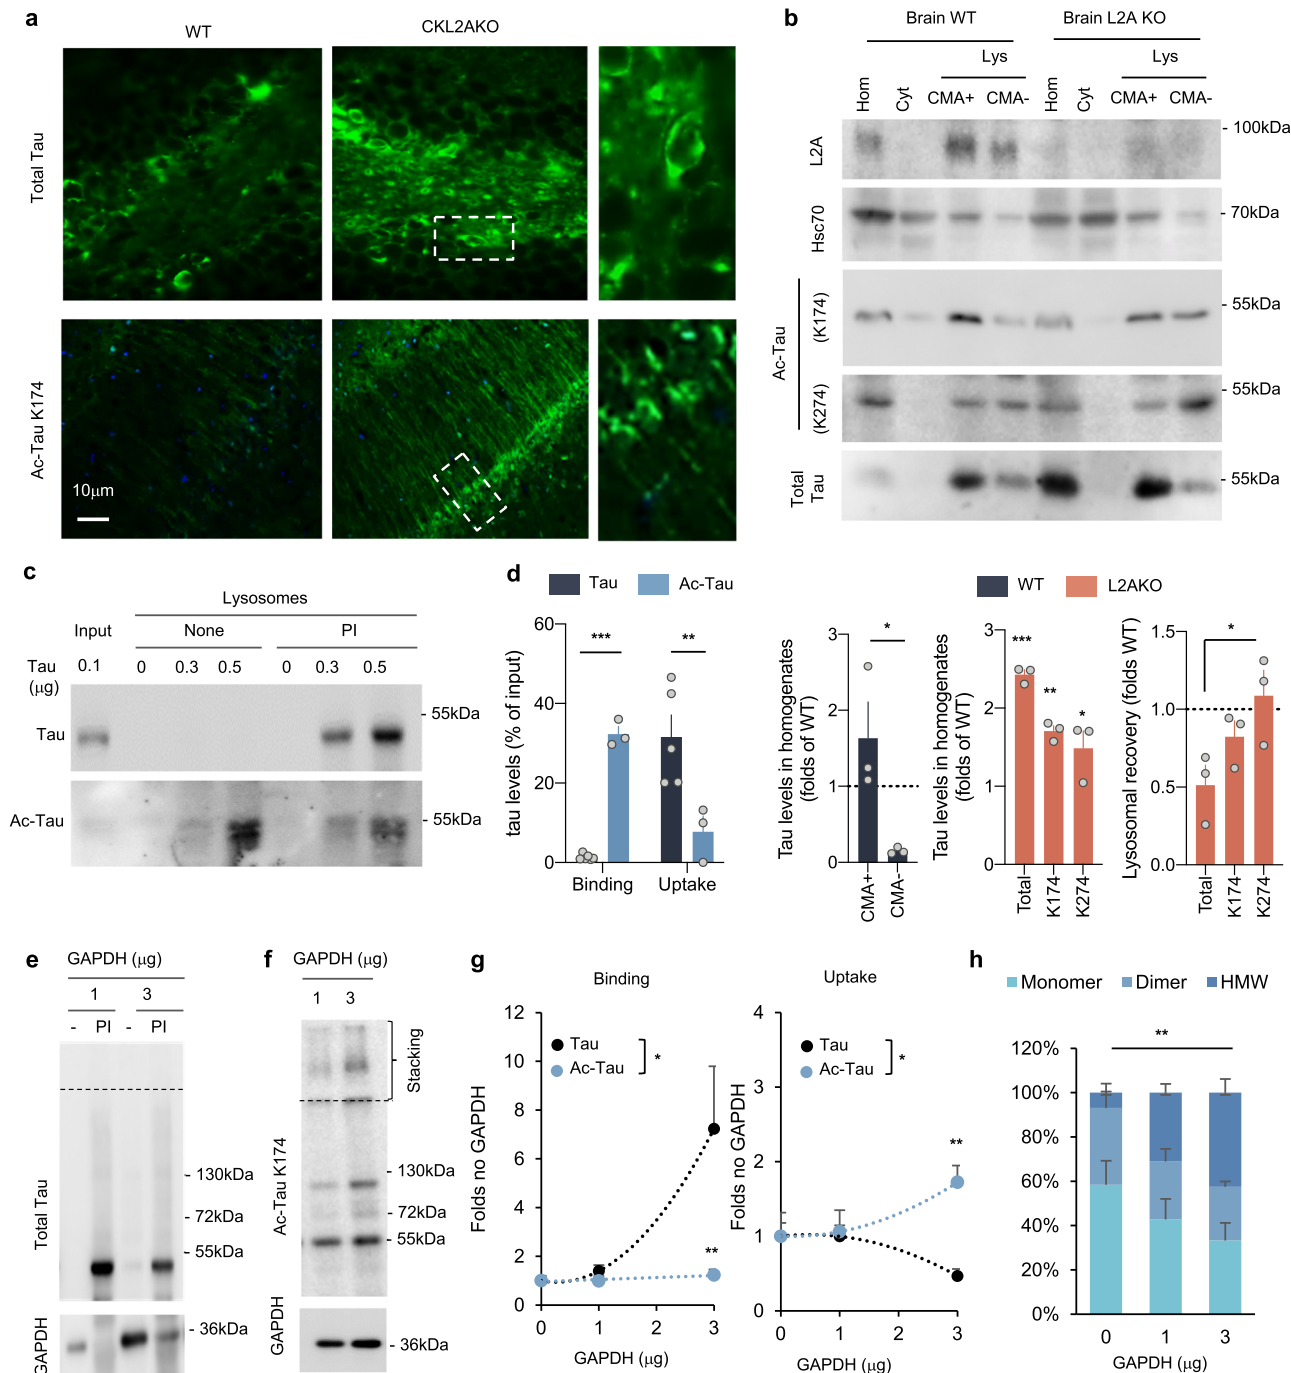 a
WT
CKL2AKO
Total Tau
Ac-Tau K174
10µm
b
Brain WT
Brain L2A KO
Lys
Lys
Hom
Cyt
CMA+
CMA-
Hom
Cyt
CMA+
CMA-
L2A
- 100kDa
Hsc70
- 70kDa
Ac-Tau
(K174)
- 55kDa
(K274)
- 55kDa
Total
Tau
- 55kDa
c
Lysosomes
Input
None
PI
Tau
(µg)
0.1
0
0.3
0.5
0
0.3
0.5
Tau
- 55kDa
Ac-Tau
- 55kDa
d
Tau
Ac-Tau
tau levels (% of input)
60
40
20
0
***
**
Binding
Uptake
WT
L2AKO
Tau levels in homogenates
(folds of WT)
3
2
1
0
*
CMA+
CMA-
Tau levels in homogenates
(folds of WT)
3
2
1
0
***
**
*
Total
K174
K274
Lysosomal recovery (folds WT)
1.5
1.0
0.5
0.0
*
Total
K174
K274
e
GAPDH (µg)
1
3
-
PI
-
PI
Total Tau
- 130kDa
- 72kDa
- 55kDa
GAPDH
- 36kDa
f
GAPDH (µg)
1
3
Stacking
Ac-Tau K174
- 130kDa
- 72kDa
- 55kDa
GAPDH
- 36kDa
g
Binding
Folds no GAPDH
12
10
8
6
4
2
0
Tau
Ac-Tau
*
**
0
1
2
3
GAPDH (µg)
Uptake
Folds no GAPDH
4
3
2
1
0
Tau
Ac-Tau
*
**
0
1
2
3
GAPDH (µg)
h
Monomer
Dimer
HMW
**
120%
100%
80%
60%
40%
20%
0%
0
1
3
GAPDH (µg)